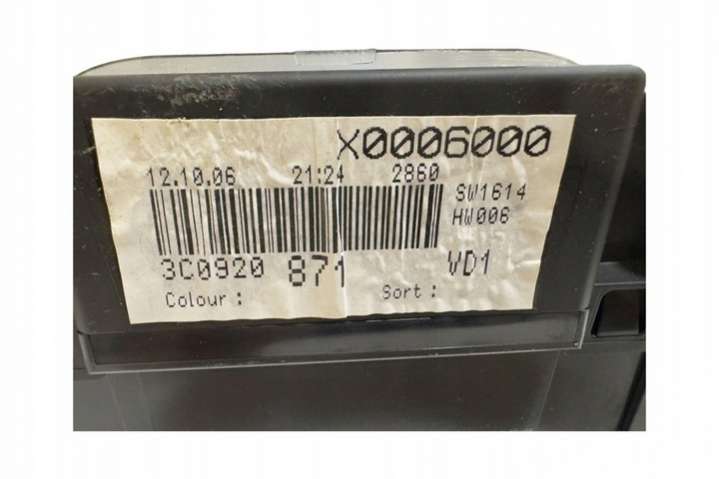 X0006000
12.10.06 21:24 2860
SW1614
HW006
3C0920 871 VD1
Colour : Sort :